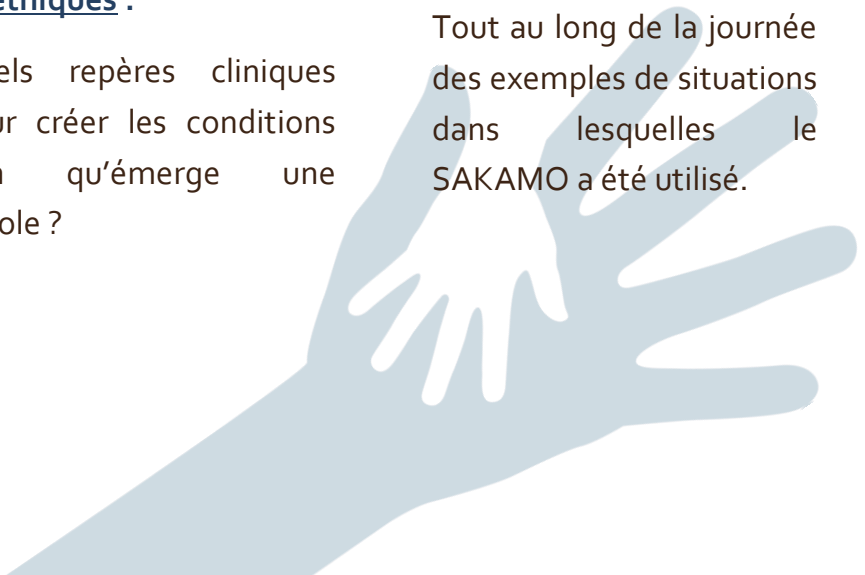 éthiques :
els repères cliniques
ur créer les conditions
qu’émerge une
ole ?
Tout au long de la journée
des exemples de situations
dans lesquelles le
SAKAMO a été utilisé.